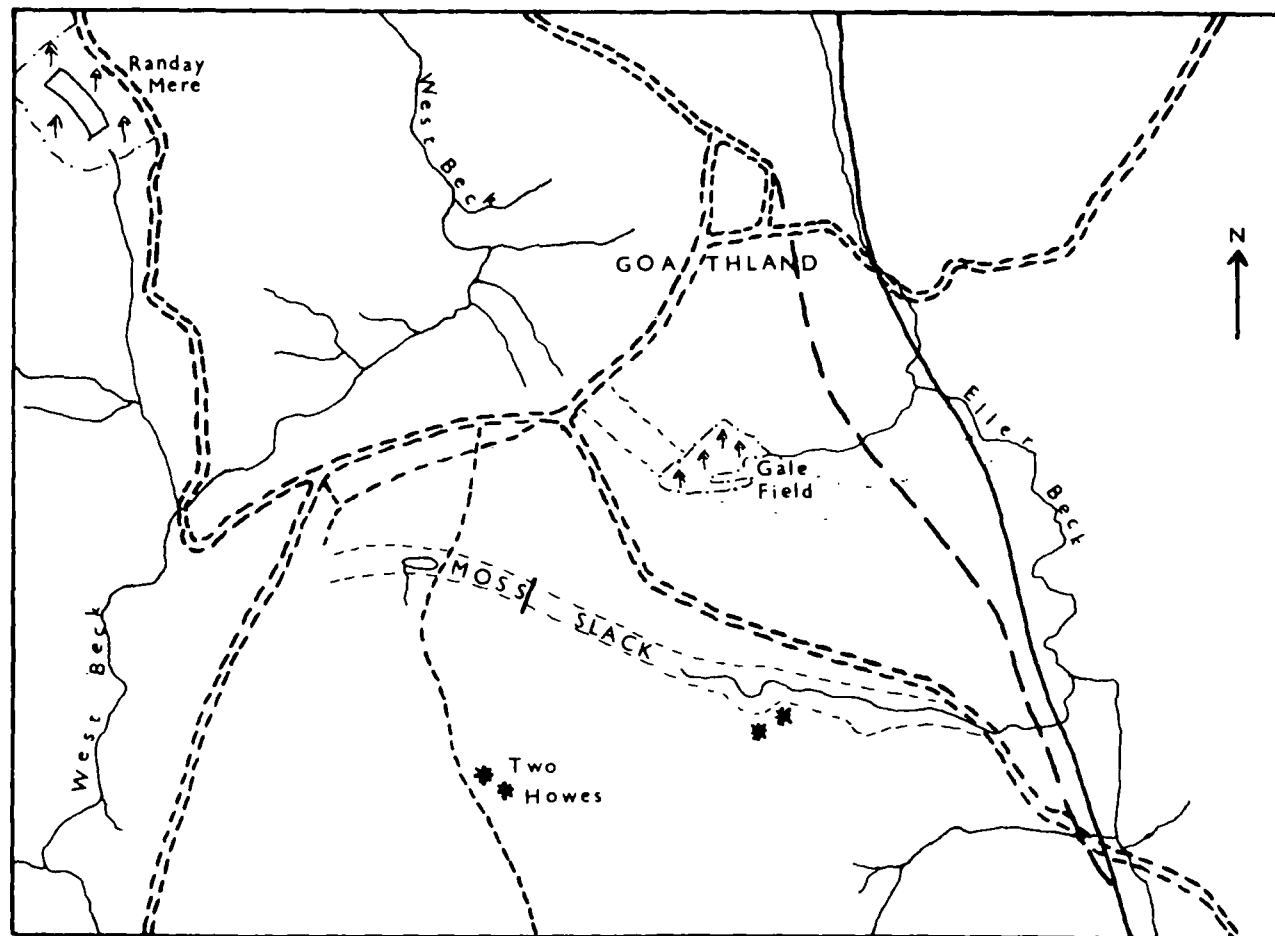 Randay
Mere
West Beck
N
GOATHLAND
Eller Beck
Gale
Field
MOSS
SLACK
West Beck
Two
Howes